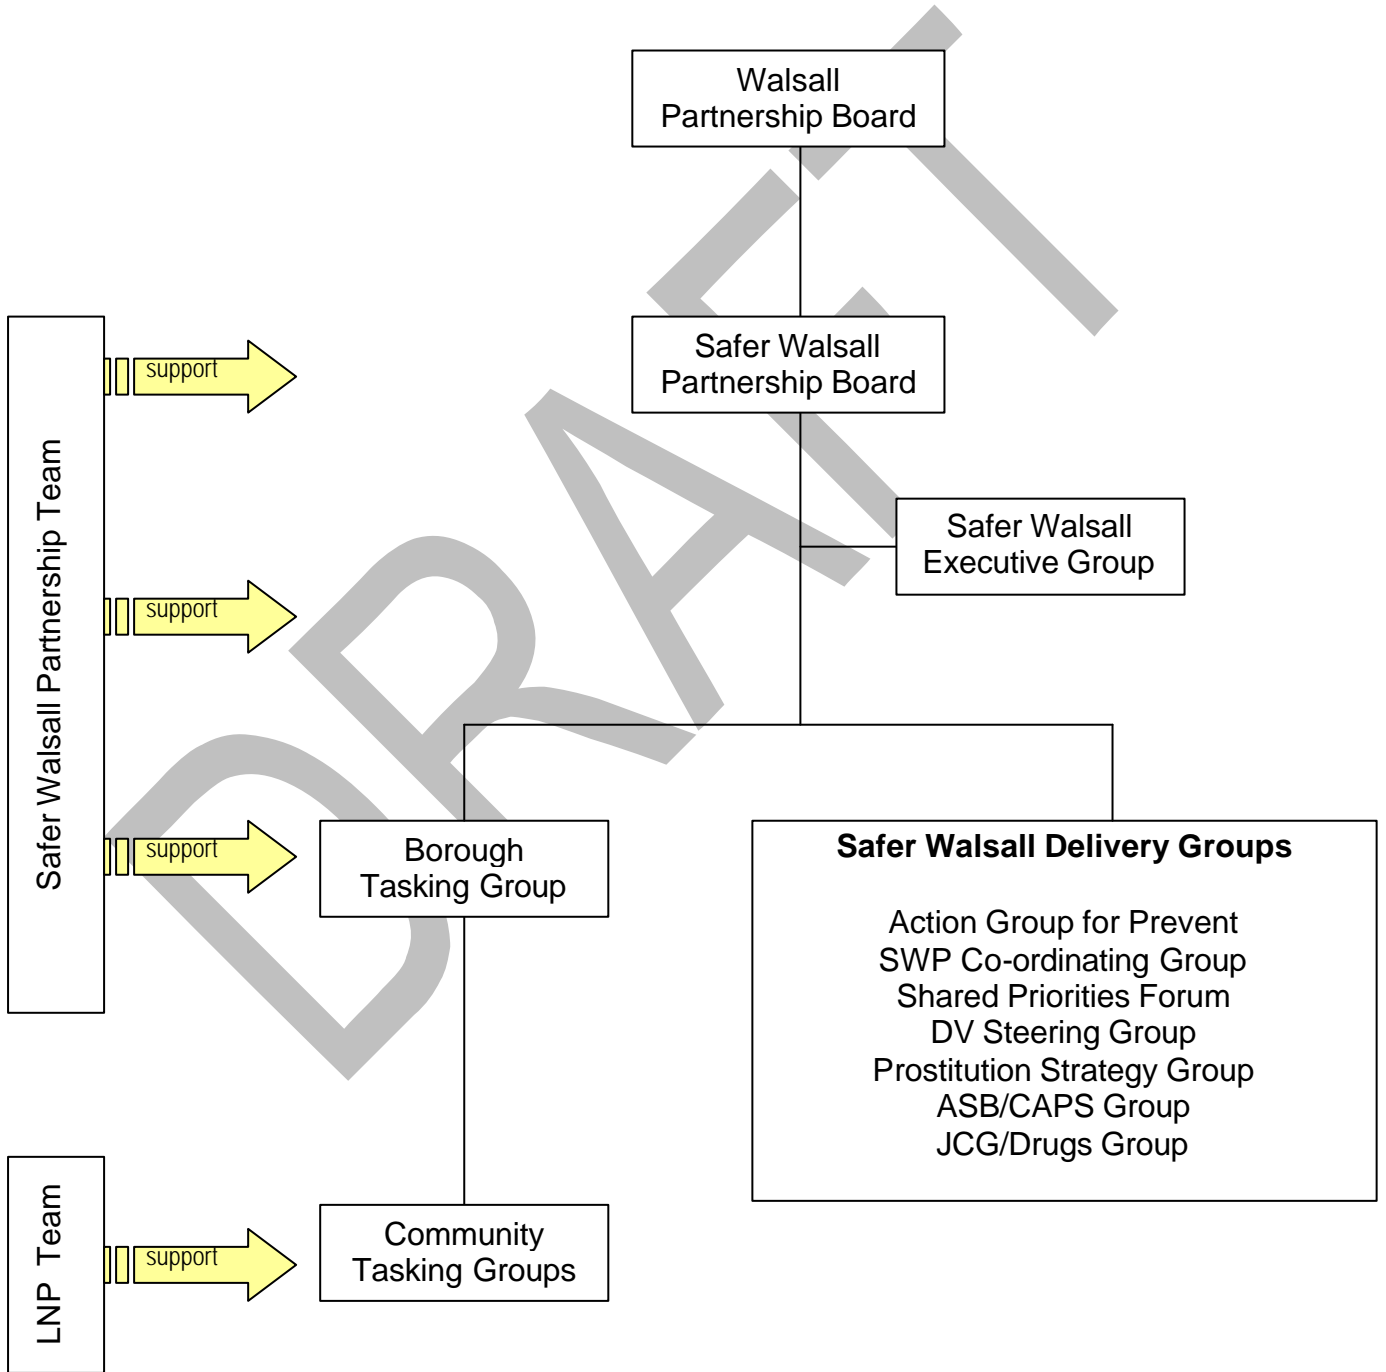 Walsall
Partnership Board
Safer Walsall
Partnership Board
Safer Walsall
Executive Group
Safer Walsall Partnership Team
support
support
support
Borough
Tasking Group
Safer Walsall Delivery Groups
Action Group for Prevent
SWP Co-ordinating Group
Shared Priorities Forum
DV Steering Group
Prostitution Strategy Group
ASB/CAPS Group
JCG/Drugs Group
LNP Team
support
Community
Tasking Groups
DRAFT